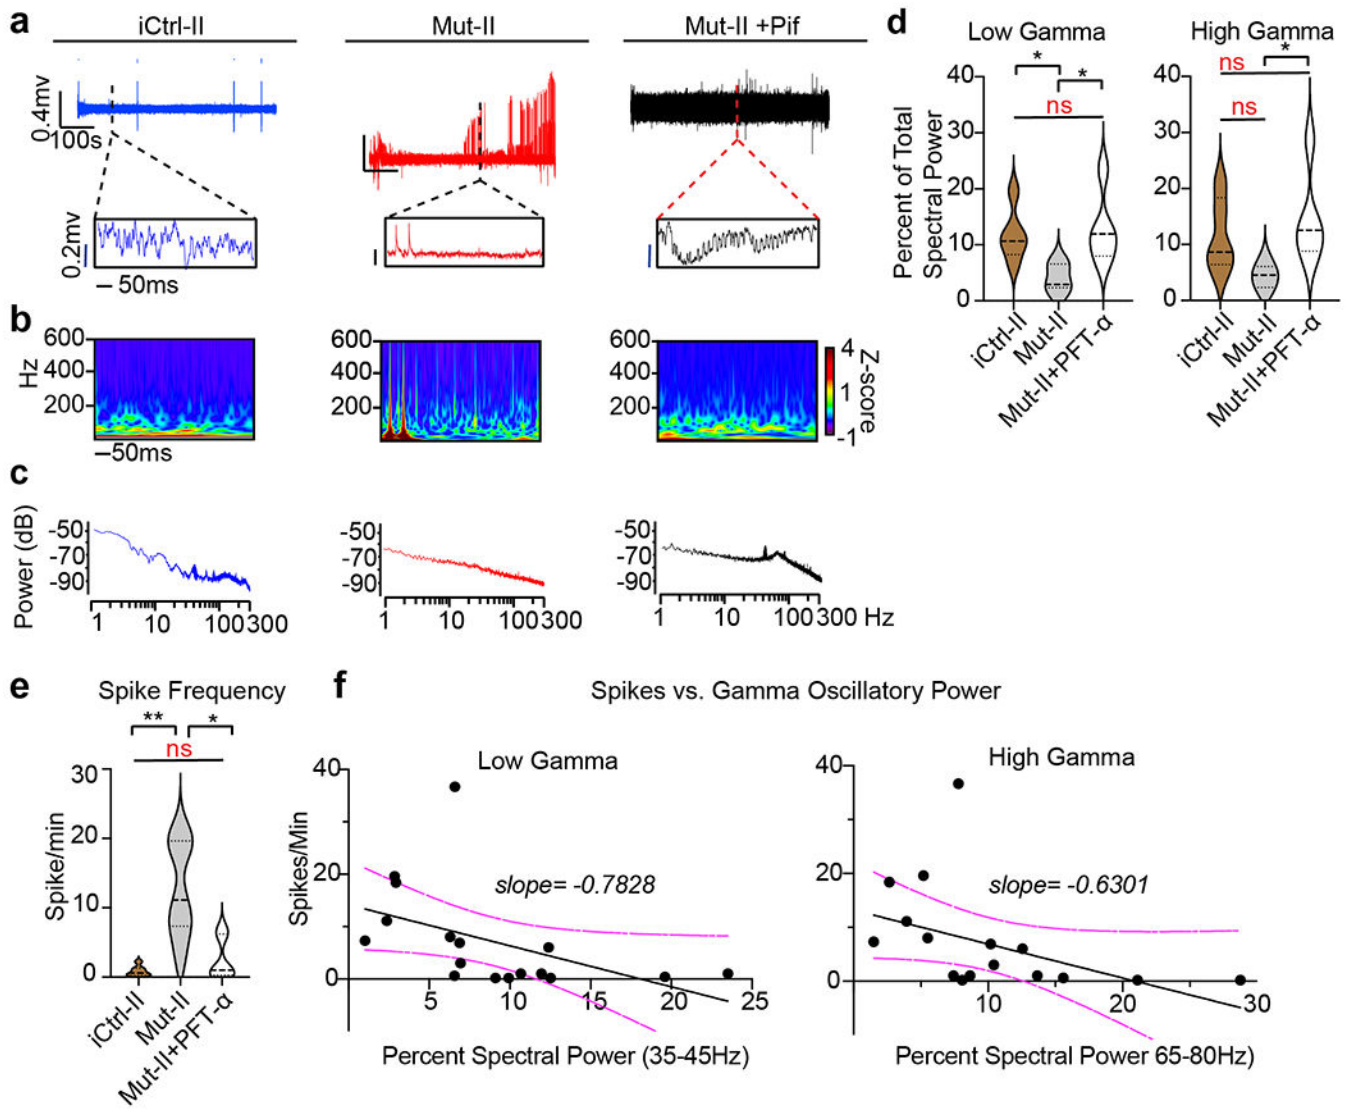 a
iCtrl-II
Mut-II
Mut-II +Pif
0.4mv
100s
0.2mv
50ms
b
Hz
600
400
200
600
400
200
600
400
200
4
1
-1
Z-score
50ms
c
Power (dB)
-50
-70
-90
1 10 100 300
-50
-70
-90
1 10 100 300
-50
-70
-90
1 10 100 300 Hz
d
Low Gamma
High Gamma
Percent of Total
Spectral Power
40
30
20
10
0
*
*
ns
iCtrl-II
Mut-II
Mut-II+PFT-α
40
30
20
10
0
ns
*
ns
iCtrl-II
Mut-II
Mut-II+PFT-α
e
Spike Frequency
** *
ns
Spike/min
30
20
10
0
iCtrl-II
Mut-II
Mut-II+PFT-α
f
Spikes vs. Gamma Oscillatory Power
Low Gamma
Spikes/Min
40
20
0
slope= -0.7828
5 10 15 20 25
Percent Spectral Power (35-45Hz)
High Gamma
40
20
0
slope= -0.6301
10 20 30
Percent Spectral Power 65-80Hz)